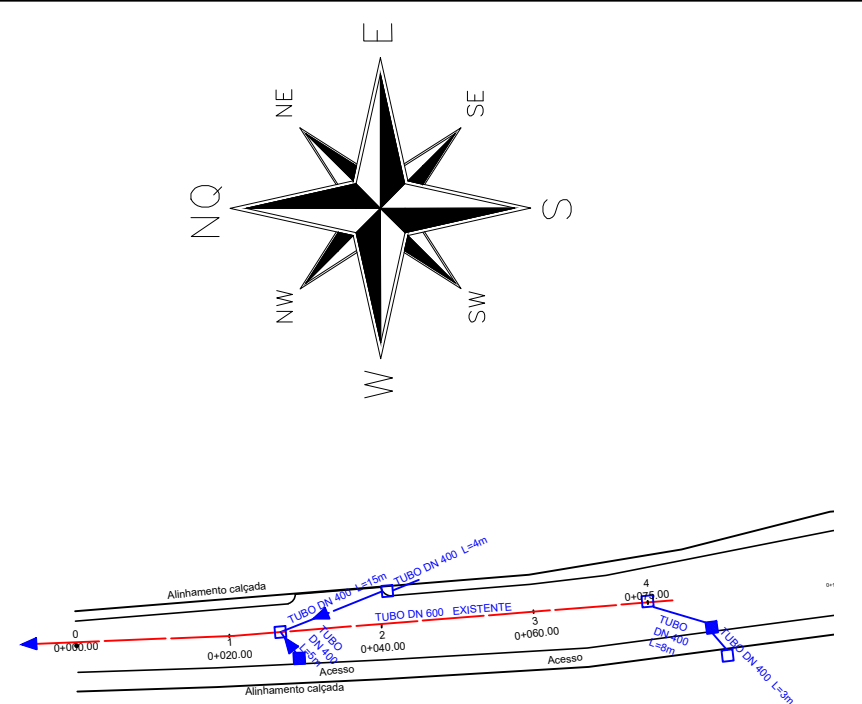 E
NE
SE
NQ
S
NW
SW
W
TUBO DN 400 L=4m
TUBO DN 400 L=15m
Alinhamento calçada
TUBO DN 600 EXISTENTE
4
0+075.00
0
0+000.00
1
0+020.00
2
0+040.00
3
0+060.00
TUBO
DN 400
L=5m
TUBO
DN 400
L=8m
TUBO DN 400 L=3m
Acesso
Acesso
Alinhamento calçada